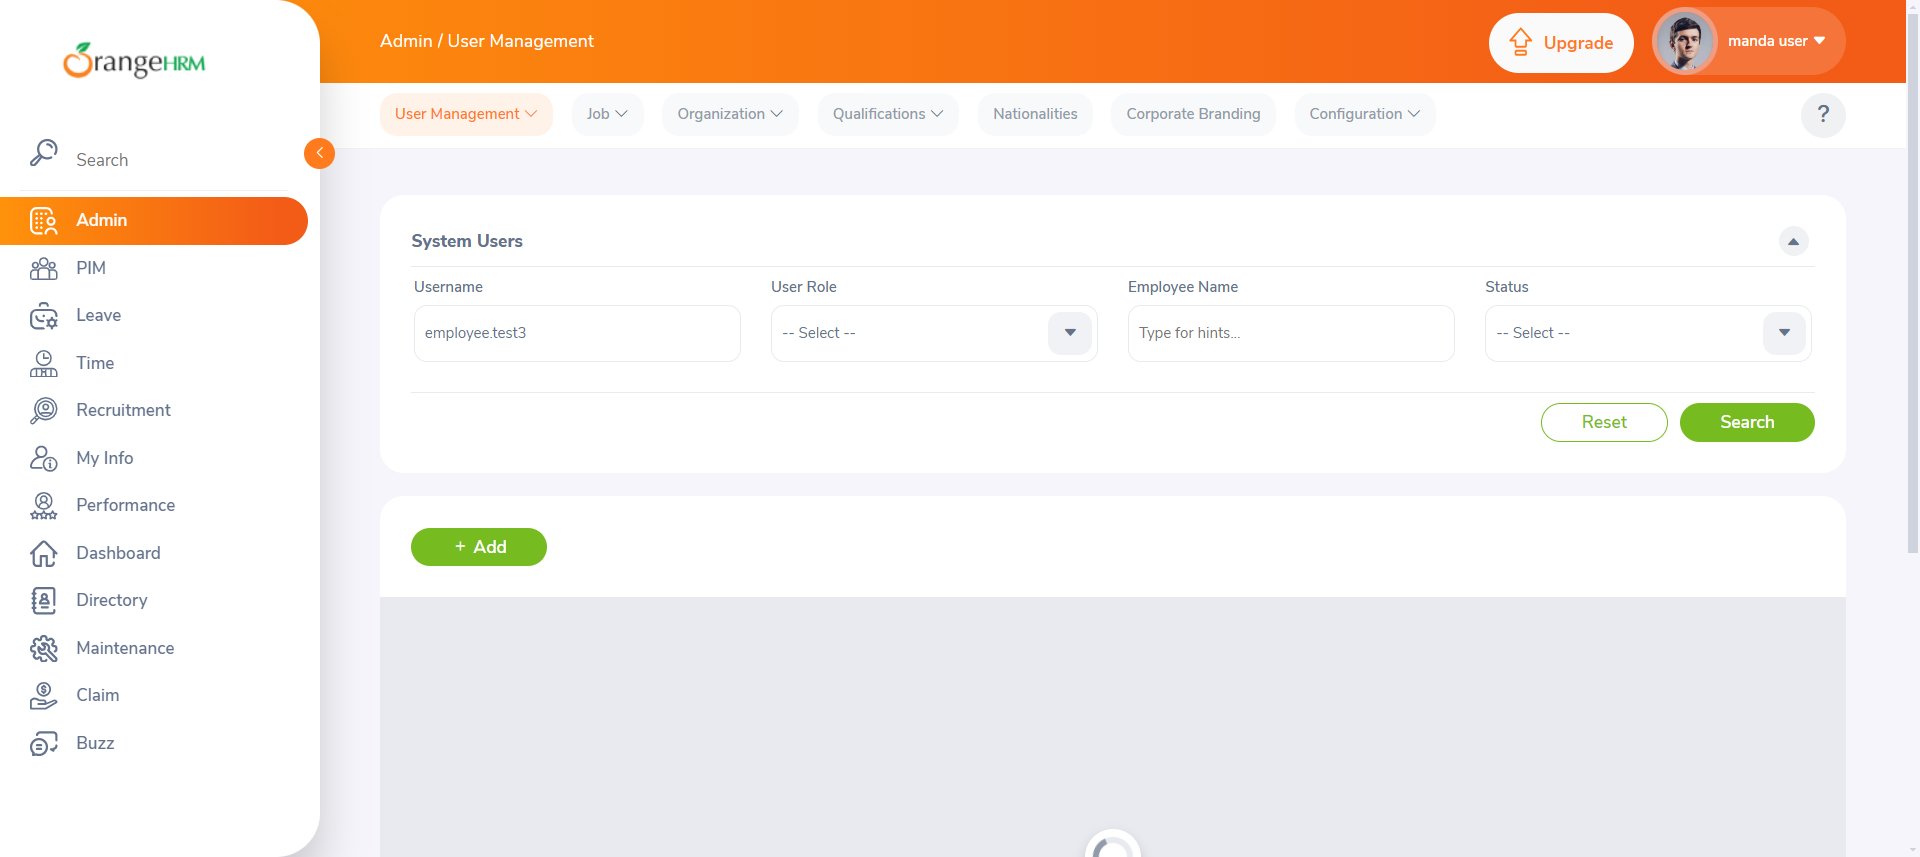 OrangeHRM
Admin / User Management
Upgrade
manda user
User Management
Job
Organization
Qualifications
Nationalities
Corporate Branding
Configuration
?
Search
Admin
PIM
Leave
Time
Recruitment
My Info
Performance
Dashboard
Directory
Maintenance
Claim
Buzz
System Users
Username
User Role
Employee Name
Status
employee.test3
-- Select --
Type for hints...
-- Select --
Reset
Search
+ Add